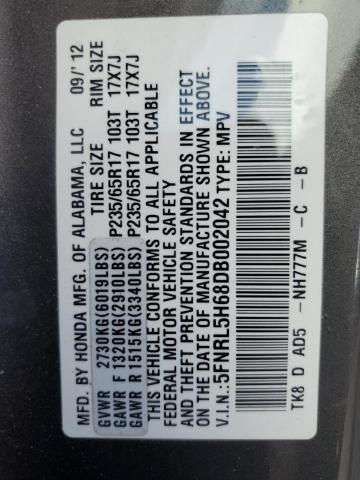 MFD. BY HONDA MFG. OF ALABAMA, LLC 09/'12
TIRE SIZE RIM SIZE
GVWR 2730KG(6019LBS)
GAWR F 1320KG(2910LBS) P235/65R17 103T 17X7J
GAWR R 1515KG(3340LBS) P235/65R17 103T 17X7J
THIS VEHICLE CONFORMS TO ALL APPLICABLE
FEDERAL MOTOR VEHICLE SAFETY
AND THEFT PREVENTION STANDARDS IN EFFECT
ON THE DATE OF MANUFACTURE SHOWN ABOVE.
V.I.N.:5FNRL5H68DB002042 TYPE: MPV
TK8 D AD5 -NH777M - C - B